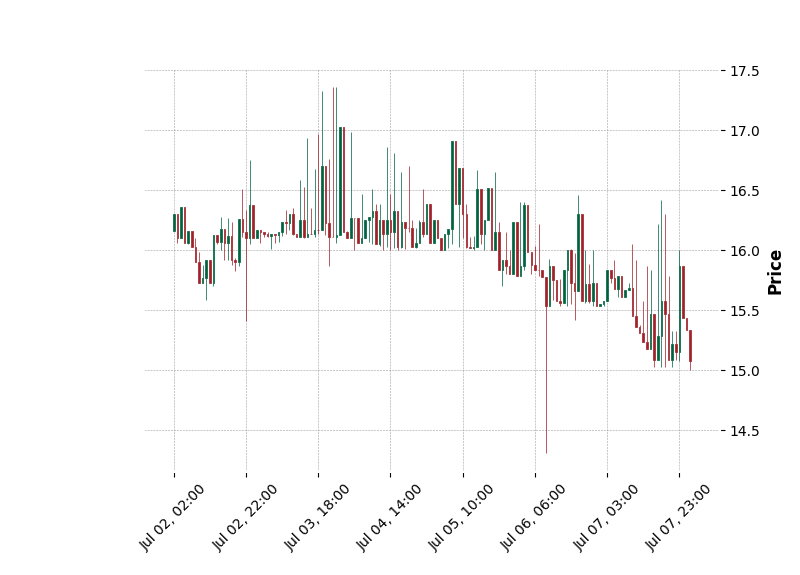 17.5
17.0
16.5
16.0
15.5
15.0
14.5
Price
Jul 02, 02:00
Jul 02, 22:00
Jul 03, 18:00
Jul 04, 14:00
Jul 05, 10:00
Jul 06, 06:00
Jul 07, 03:00
Jul 07, 23:00